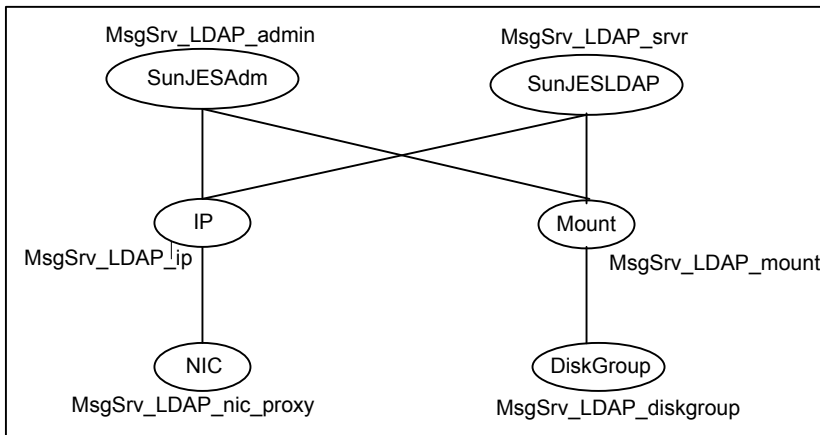 MsgSrv_LDAP_admin
MsgSrv_LDAP_srvr
SunJESAdm
SunJESLDAP
IP
Mount
MsgSrv_LDAP_ip
MsgSrv_LDAP_mount
NIC
DiskGroup
MsgSrv_LDAP_nic_proxy
MsgSrv_LDAP_diskgroup